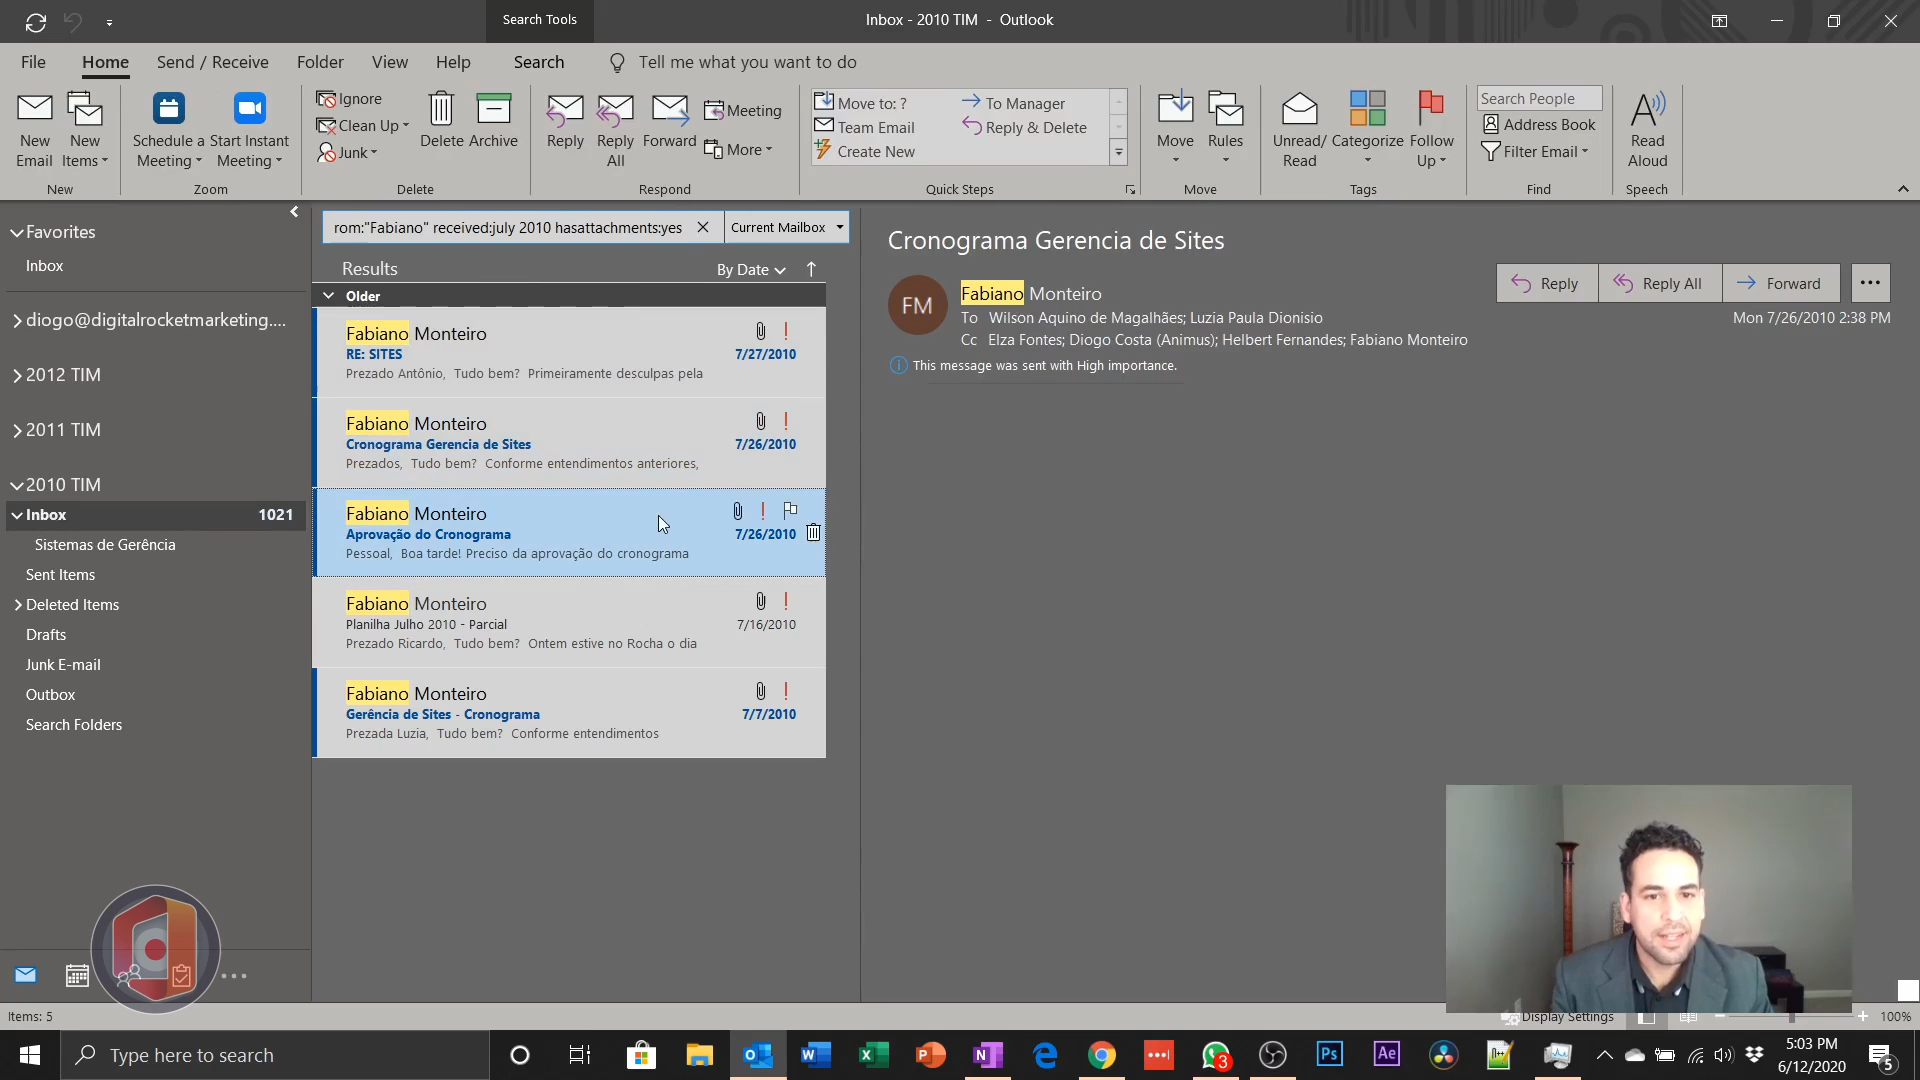 Search Tools
Inbox - 2010 TIM - Outlook
File Home Send / Receive Folder View Help Search Tell me what you want to do
New Email
New Items
New
Schedule a Meeting
Start Instant Meeting
Zoom
Ignore
Clean Up
Junk
Delete
Archive
Delete
Reply
Reply All
Forward
Meeting
More
Respond
Move to: ?
Team Email
Create New
To Manager
Reply & Delete
Quick Steps
Move
Rules
Move
Unread/ Read
Categorize
Follow Up
Tags
Search People
Address Book
Filter Email
Find
Read Aloud
Speech
Favorites
Inbox
diogo@digitalrocketmarketing....
2012 TIM
2011 TIM
2010 TIM
Inbox 1021
Sistemas de Gerência
Sent Items
Deleted Items
Drafts
Junk E-mail
Outbox
Search Folders
rom:"Fabiano" received:july 2010 hasattachments:yes
Current Mailbox
Results By Date
Older
Fabiano Monteiro
RE: SITES 7/27/2010
Prezado Antônio, Tudo bem? Primeiramente desculpas pela
Fabiano Monteiro
Cronograma Gerencia de Sites 7/26/2010
Prezados, Tudo bem? Conforme entendimentos anteriores,
Fabiano Monteiro
Aprovação do Cronograma 7/26/2010
Pessoal, Boa tarde! Preciso da aprovação do cronograma
Fabiano Monteiro
Planilha Julho 2010 - Parcial 7/16/2010
Prezado Ricardo, Tudo bem? Ontem estive no Rocha o dia
Fabiano Monteiro
Gerência de Sites - Cronograma 7/7/2010
Prezada Luzia, Tudo bem? Conforme entendimentos
Cronograma Gerencia de Sites
FM
Fabiano Monteiro
Reply Reply All Forward
To Wilson Aquino de Magalhães; Luzia Paula Dionisio
Mon 7/26/2010 2:38 PM
Cc Elza Fontes; Diogo Costa (Animus); Helbert Fernandes; Fabiano Monteiro
This message was sent with High importance.
Items: 5
Display Settings
100%
Type here to search
Ps
Ae
3
5:03 PM
6/12/2020
5